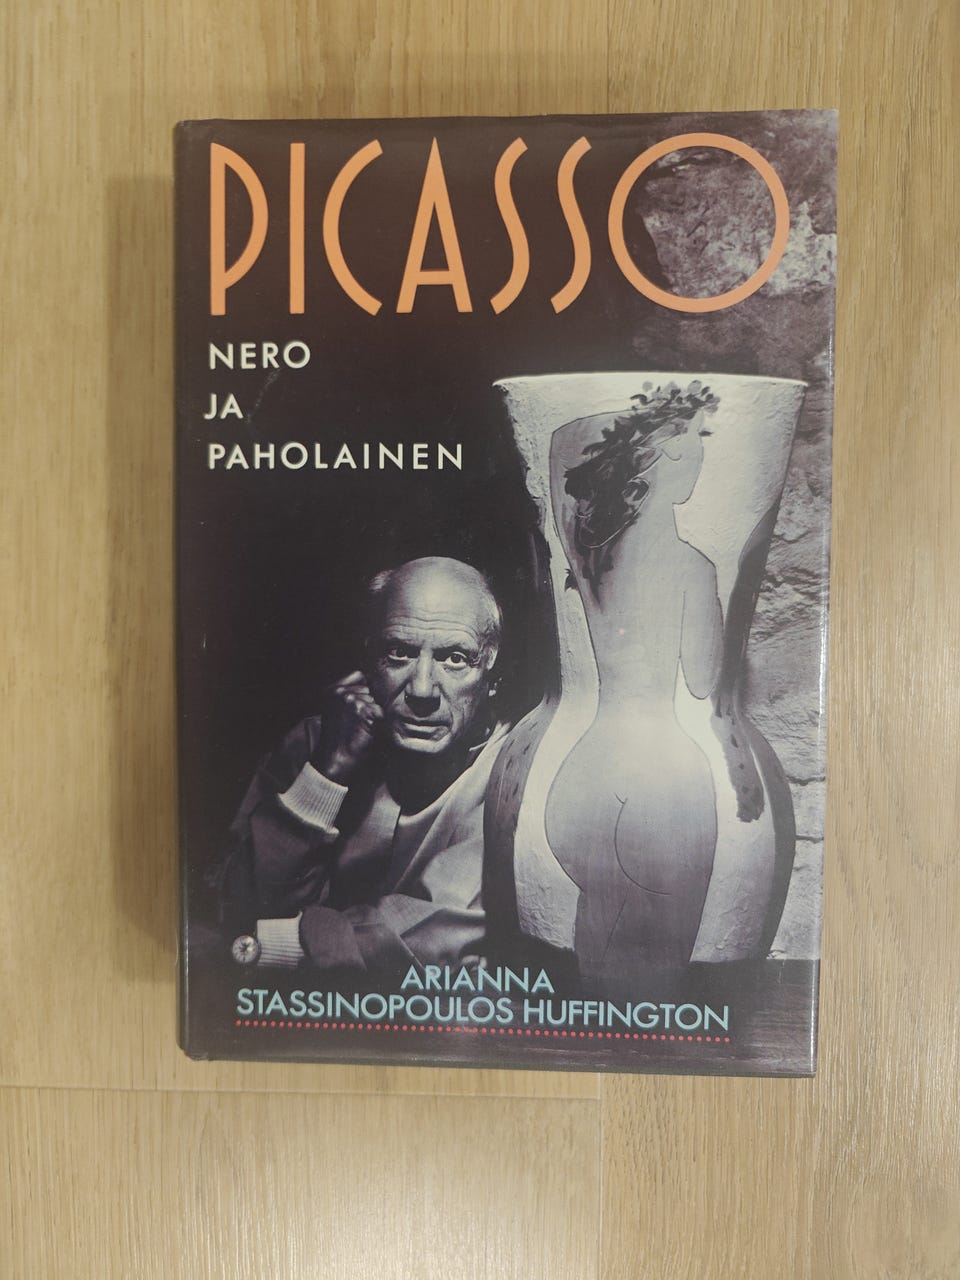 PICASSO
NERO
JA
PAHOLAINEN
ARIANNA
STASSINOPOULOS HUFFINGTON